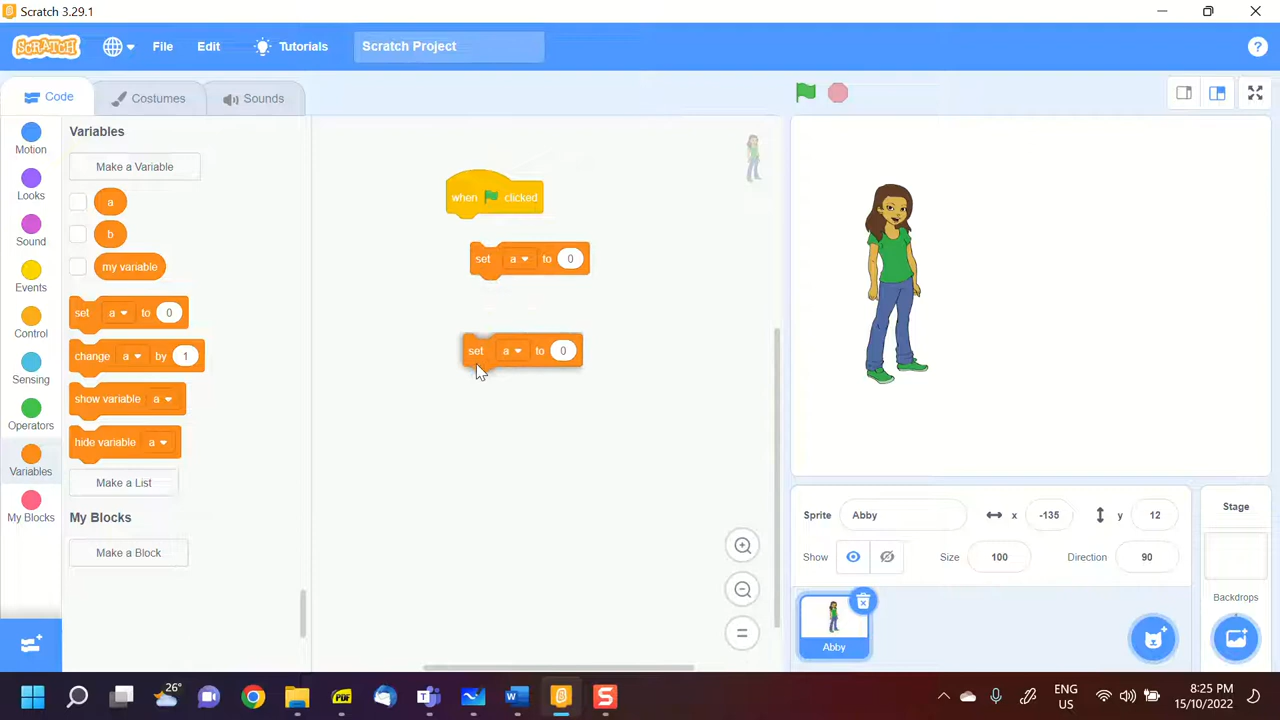 Scratch 3.29.1
SCRATCH File Edit Tutorials Scratch Project ?
Code Costumes Sounds
Motion
Looks
Sound
Events
Control
Sensing
Operators
Variables
My Blocks
Variables
Make a Variable
a
b
my variable
set a to 0
change a by 1
show variable a
hide variable a
Make a List
My Blocks
Make a Block
when clicked
set a to 0
set a to 0
Sprite Abby x -135 y 12
Show Size 100 Direction 90
Abby
Stage
Backdrops
26°
PDF
W
S
ENG
US
8:25 PM
15/10/2022